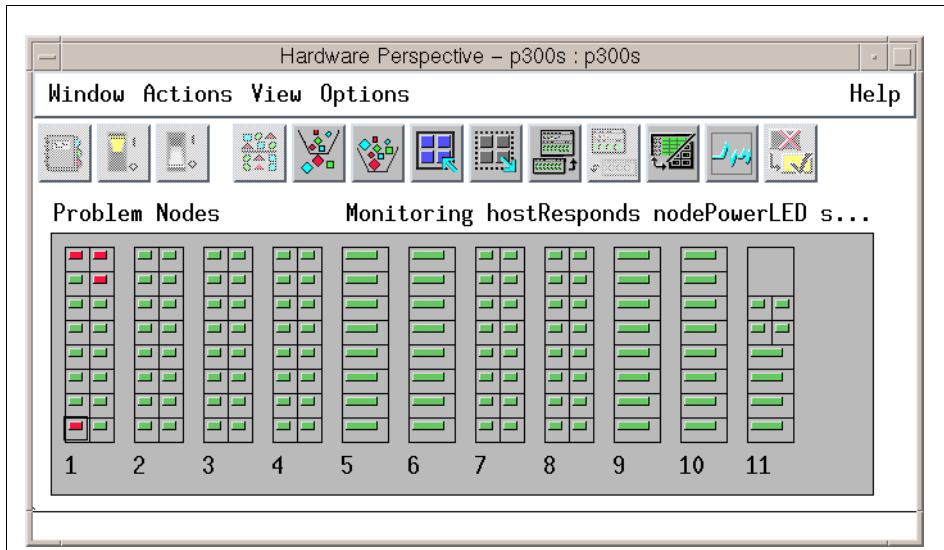 Hardware Perspective – p300s : p300s
Window Actions View Options Help
Problem Nodes Monitoring hostResponds nodePowerLED s...
1 2 3 4 5 6 7 8 9 10 11